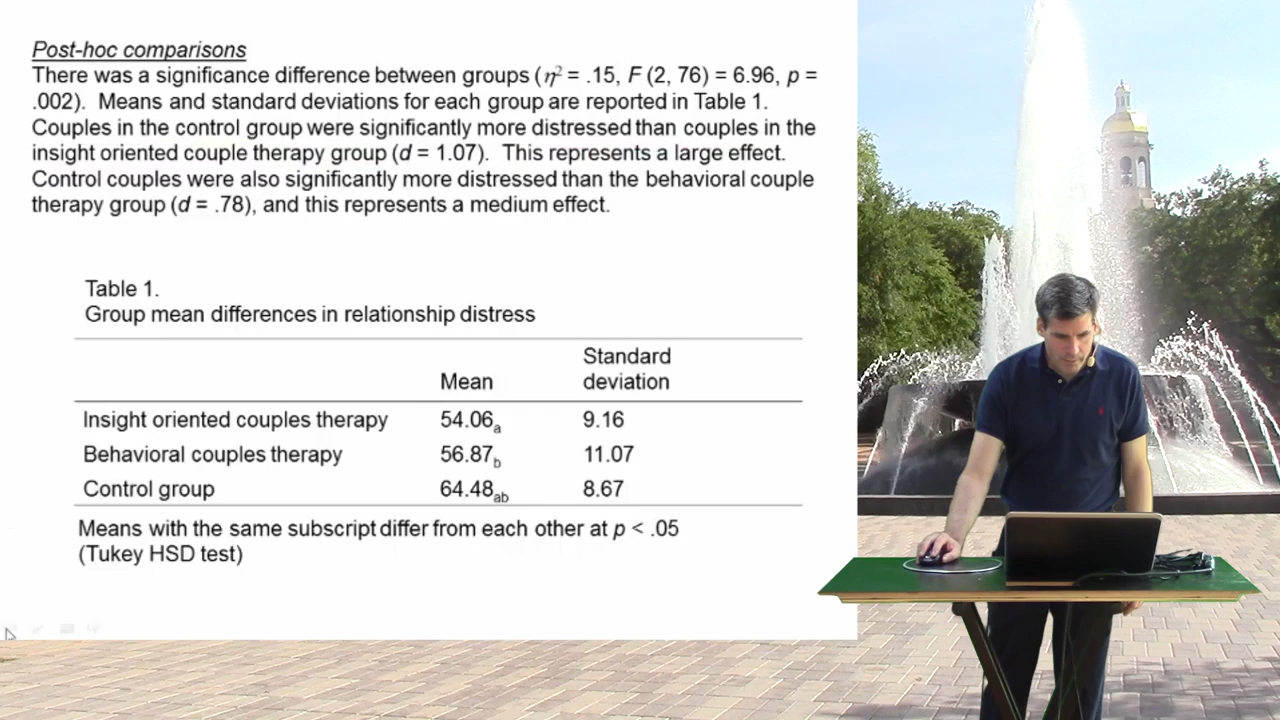 Post-hoc comparisons
There was a significance difference between groups (η² = .15, F (2, 76) = 6.96, p =
.002). Means and standard deviations for each group are reported in Table 1.
Couples in the control group were significantly more distressed than couples in the
insight oriented couple therapy group (d = 1.07). This represents a large effect.
Control couples were also significantly more distressed than the behavioral couple
therapy group (d = .78), and this represents a medium effect.
Table 1.
Group mean differences in relationship distress
Standard
Mean deviation
Insight oriented couples therapy 54.06a 9.16
Behavioral couples therapy 56.87b 11.07
Control group 64.48ab 8.67
Means with the same subscript differ from each other at p < .05
(Tukey HSD test)